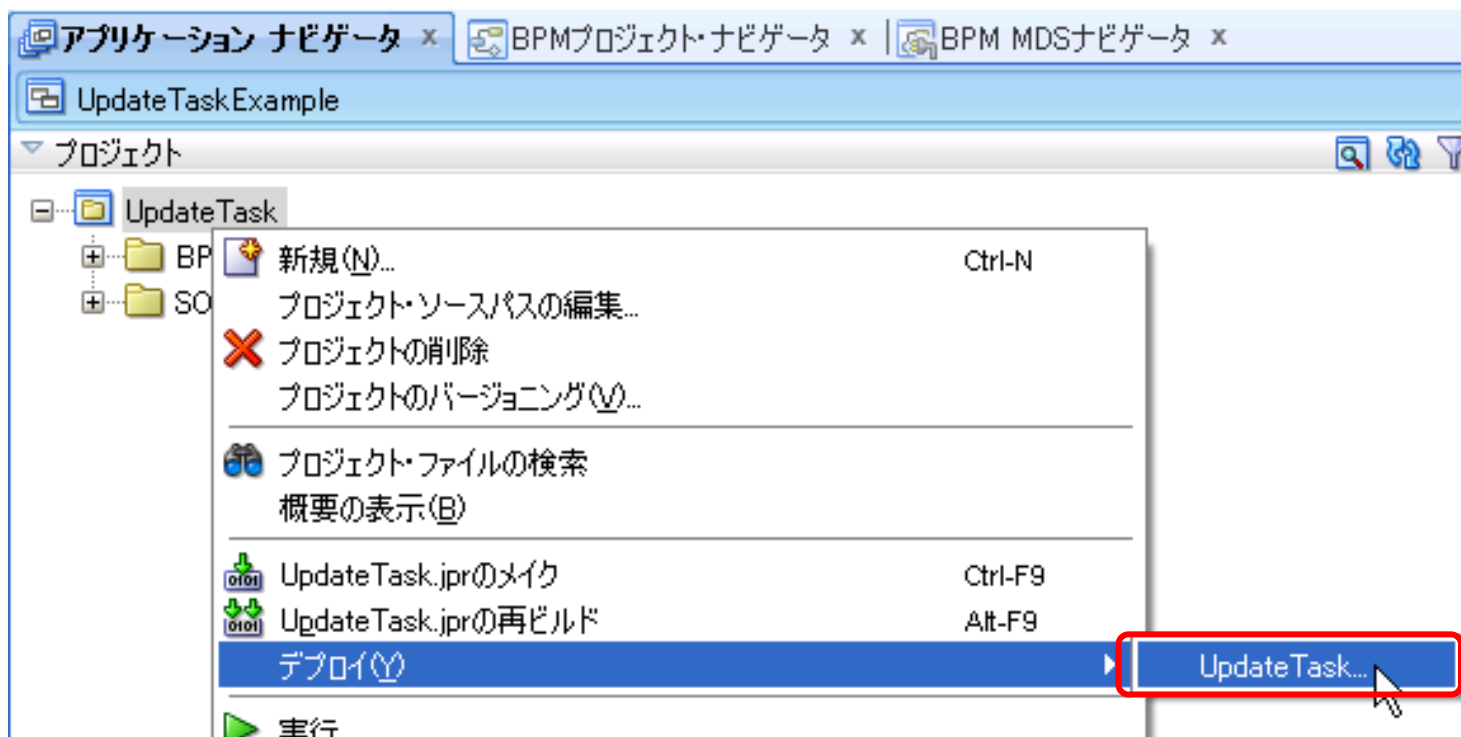 アプリケーション ナビゲータ × BPMプロジェクト・ナビゲータ × BPM MDSナビゲータ ×
UpdateTaskExample
プロジェクト
UpdateTask
BP
SO
新規(N)... Ctrl-N
プロジェクト・ソースパスの編集...
プロジェクトの削除
プロジェクトのバージョニング(V)...
プロジェクト・ファイルの検索
概要の表示(B)
UpdateTask.jprのメイク Ctrl-F9
UpdateTask.jprの再ビルド Alt-F9
デプロイ(Y) UpdateTask...
実行